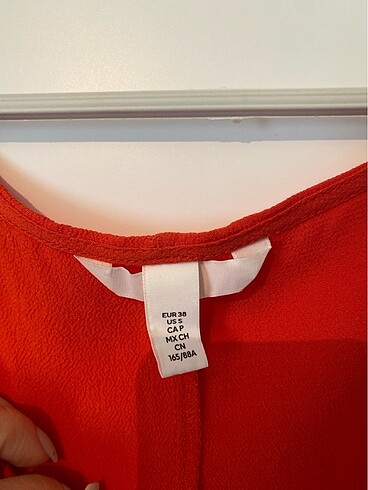 EUR 38
US S
CA P
MX CH
CN
165/88A